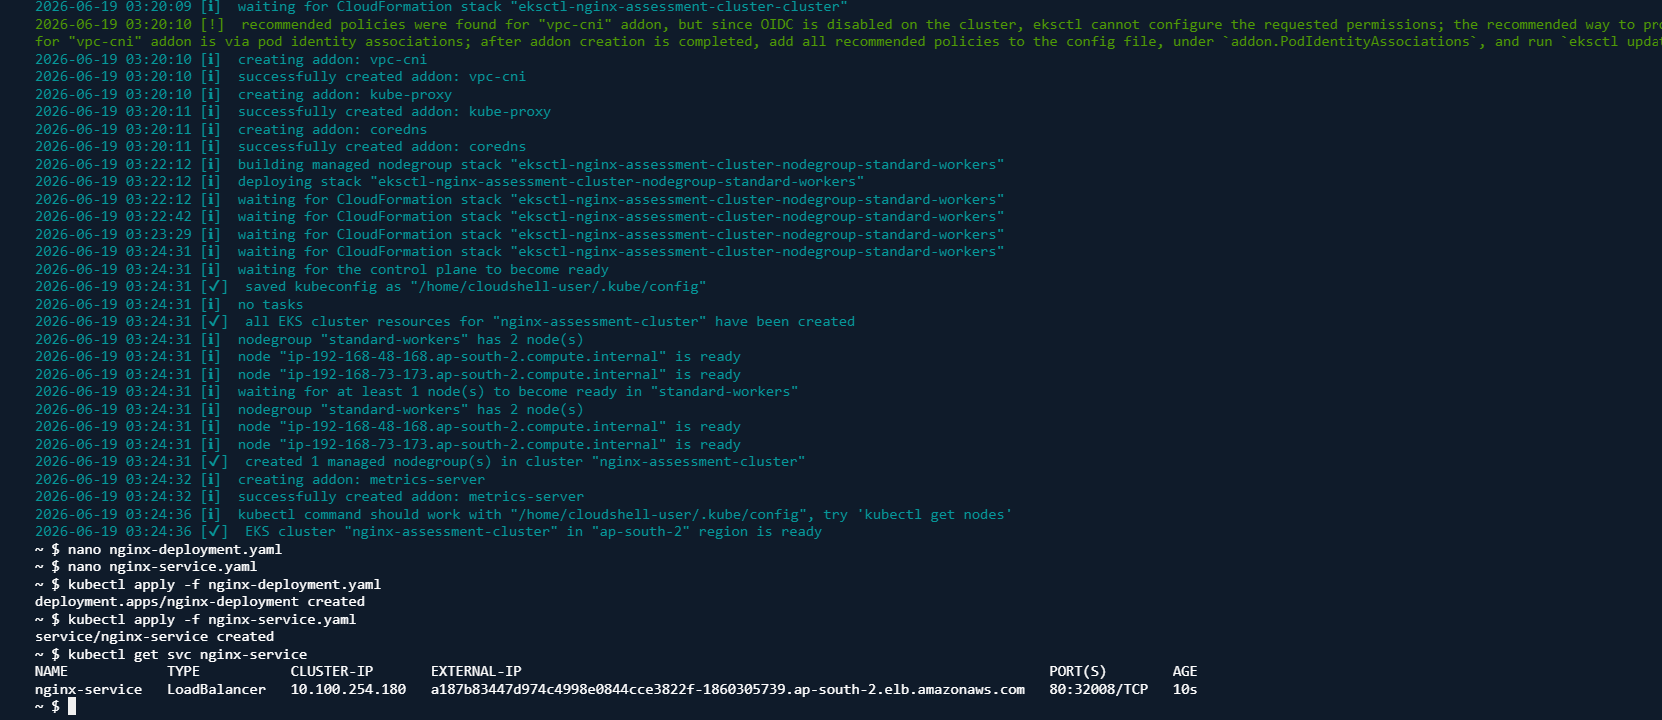 2026-06-19 03:20:09 [ℹ]  waiting for CloudFormation stack "eksctl-nginx-assessment-cluster-cluster"
2026-06-19 03:20:10 [!]  recommended policies were found for "vpc-cni" addon, but since OIDC is disabled on the cluster, eksctl cannot configure the requested permissions; the recommended way to
for "vpc-cni" addon is via pod identity associations; after addon creation is completed, add all recommended policies to the config file, under `addon.PodIdentityAssociations`, and run `eksctl
2026-06-19 03:20:10 [ℹ]  creating addon: vpc-cni
2026-06-19 03:20:10 [ℹ]  successfully created addon: vpc-cni
2026-06-19 03:20:10 [ℹ]  creating addon: kube-proxy
2026-06-19 03:20:11 [ℹ]  successfully created addon: kube-proxy
2026-06-19 03:20:11 [ℹ]  creating addon: coredns
2026-06-19 03:20:11 [ℹ]  successfully created addon: coredns
2026-06-19 03:22:12 [ℹ]  building managed nodegroup stack "eksctl-nginx-assessment-cluster-nodegroup-standard-workers"
2026-06-19 03:22:12 [ℹ]  deploying stack "eksctl-nginx-assessment-cluster-nodegroup-standard-workers"
2026-06-19 03:22:12 [ℹ]  waiting for CloudFormation stack "eksctl-nginx-assessment-cluster-nodegroup-standard-workers"
2026-06-19 03:22:42 [ℹ]  waiting for CloudFormation stack "eksctl-nginx-assessment-cluster-nodegroup-standard-workers"
2026-06-19 03:23:29 [ℹ]  waiting for CloudFormation stack "eksctl-nginx-assessment-cluster-nodegroup-standard-workers"
2026-06-19 03:24:31 [ℹ]  waiting for CloudFormation stack "eksctl-nginx-assessment-cluster-nodegroup-standard-workers"
2026-06-19 03:24:31 [ℹ]  waiting for the control plane to become ready
2026-06-19 03:24:31 [✔]  saved kubeconfig as "/home/cloudshell-user/.kube/config"
2026-06-19 03:24:31 [ℹ]  no tasks
2026-06-19 03:24:31 [✔]  all EKS cluster resources for "nginx-assessment-cluster" have been created
2026-06-19 03:24:31 [ℹ]  nodegroup "standard-workers" has 2 node(s)
2026-06-19 03:24:31 [ℹ]  node "ip-192-168-48-168.ap-south-2.compute.internal" is ready
2026-06-19 03:24:31 [ℹ]  node "ip-192-168-73-173.ap-south-2.compute.internal" is ready
2026-06-19 03:24:31 [ℹ]  waiting for at least 1 node(s) to become ready in "standard-workers"
2026-06-19 03:24:31 [ℹ]  nodegroup "standard-workers" has 2 node(s)
2026-06-19 03:24:31 [ℹ]  node "ip-192-168-48-168.ap-south-2.compute.internal" is ready
2026-06-19 03:24:31 [ℹ]  node "ip-192-168-73-173.ap-south-2.compute.internal" is ready
2026-06-19 03:24:31 [✔]  created 1 managed nodegroup(s) in cluster "nginx-assessment-cluster"
2026-06-19 03:24:32 [ℹ]  creating addon: metrics-server
2026-06-19 03:24:32 [ℹ]  successfully created addon: metrics-server
2026-06-19 03:24:36 [ℹ]  kubectl command should work with "/home/cloudshell-user/.kube/config", try 'kubectl get nodes'
2026-06-19 03:24:36 [✔]  EKS cluster "nginx-assessment-cluster" in "ap-south-2" region is ready
~ $ nano nginx-deployment.yaml
~ $ nano nginx-service.yaml
~ $ kubectl apply -f nginx-deployment.yaml
deployment.apps/nginx-deployment created
~ $ kubectl apply -f nginx-service.yaml
service/nginx-service created
~ $ kubectl get svc nginx-service
NAME            TYPE           CLUSTER-IP       EXTERNAL-IP                                                                PORT(S)        AGE
nginx-service   LoadBalancer   10.100.254.180   a187b83447d974c4998e0844cce3822f-1860305739.ap-south-2.elb.amazonaws.com   80:32008/TCP   10s
~ $